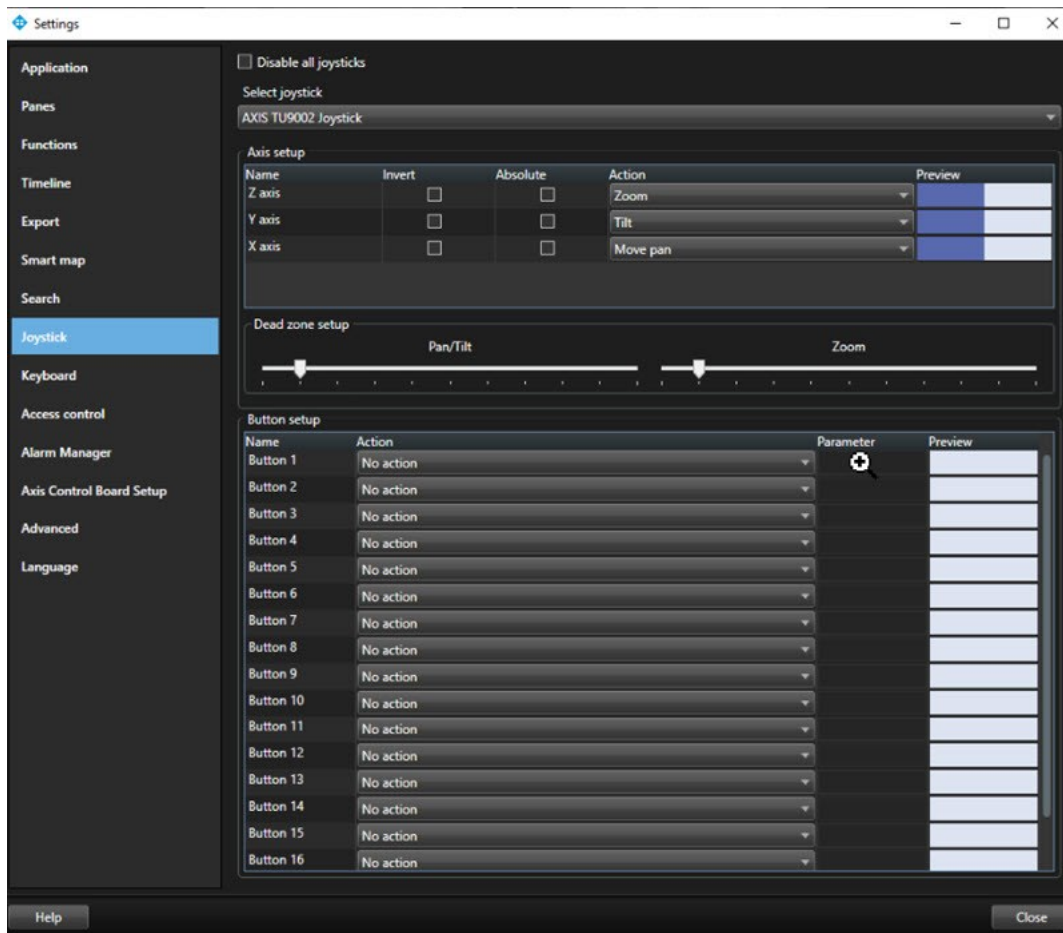 Settings
Application
Panes
Functions
Timeline
Export
Smart map
Search
Joystick
Keyboard
Access control
Alarm Manager
Axis Control Board Setup
Advanced
Language
Disable all joysticks
Select joystick
AXIS TU9002 Joystick
Axis setup
Name Invert Absolute Action Preview
Z axis Zoom
Y axis Tilt
X axis Move pan
Dead zone setup
Pan/Tilt Zoom
Button setup
Name Action Parameter Preview
Button 1 No action
Button 2 No action
Button 3 No action
Button 4 No action
Button 5 No action
Button 6 No action
Button 7 No action
Button 8 No action
Button 9 No action
Button 10 No action
Button 11 No action
Button 12 No action
Button 13 No action
Button 14 No action
Button 15 No action
Button 16 No action
Help Close